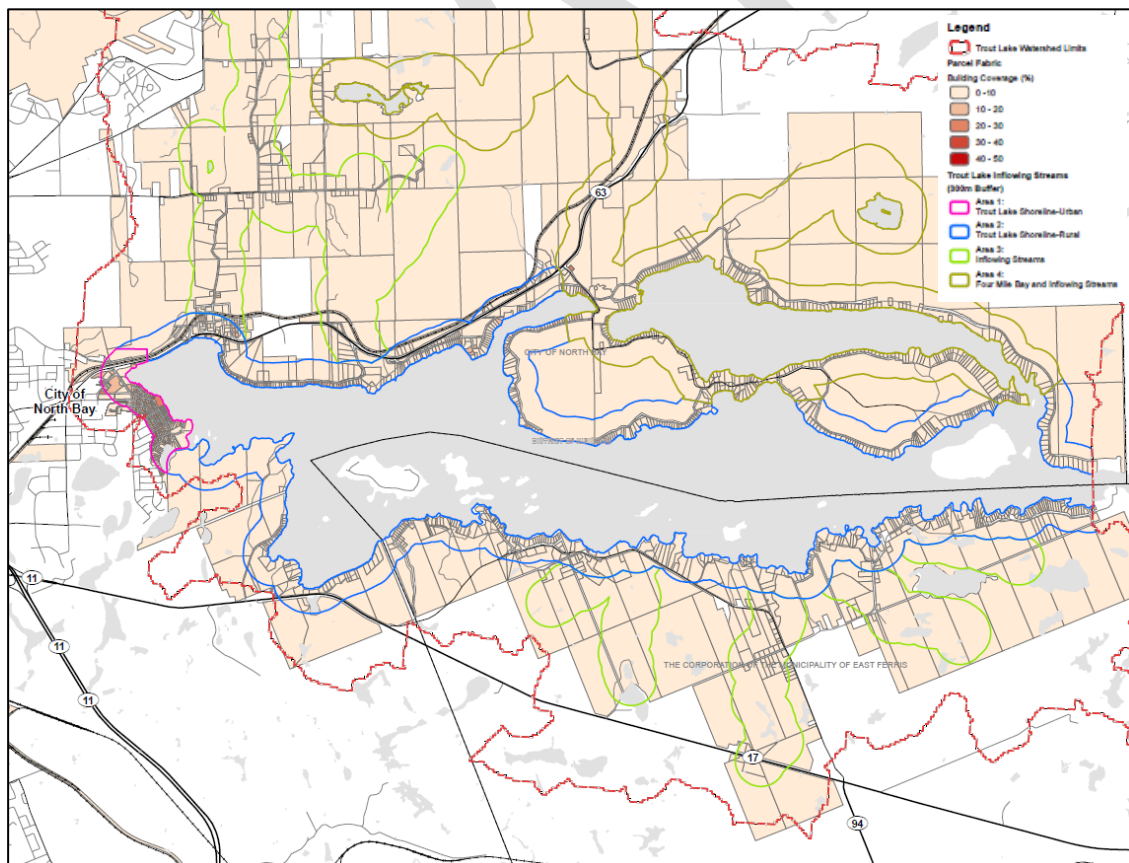 Legend
Trout Lake Watershed Limits
Parcel Fabric
Building Coverage (%)
0 -10
10 - 20
20 - 30
30 - 40
40 - 50
Trout Lake Inflowing Streams
(300m Buffer)
Area 1:
Trout Lake Shoreline-Urban
Area 2:
Trout Lake Shoreline-Rural
Area 3:
Inflowing Streams
Area 4:
Four Mile Bay and Inflowing Streams
63
CITY OF NORTH BAY
City of
North Bay
DISTRICT OF
11
11
11
THE CORPORATION OF THE MUNICIPALITY OF EAST FERRIS
17
94